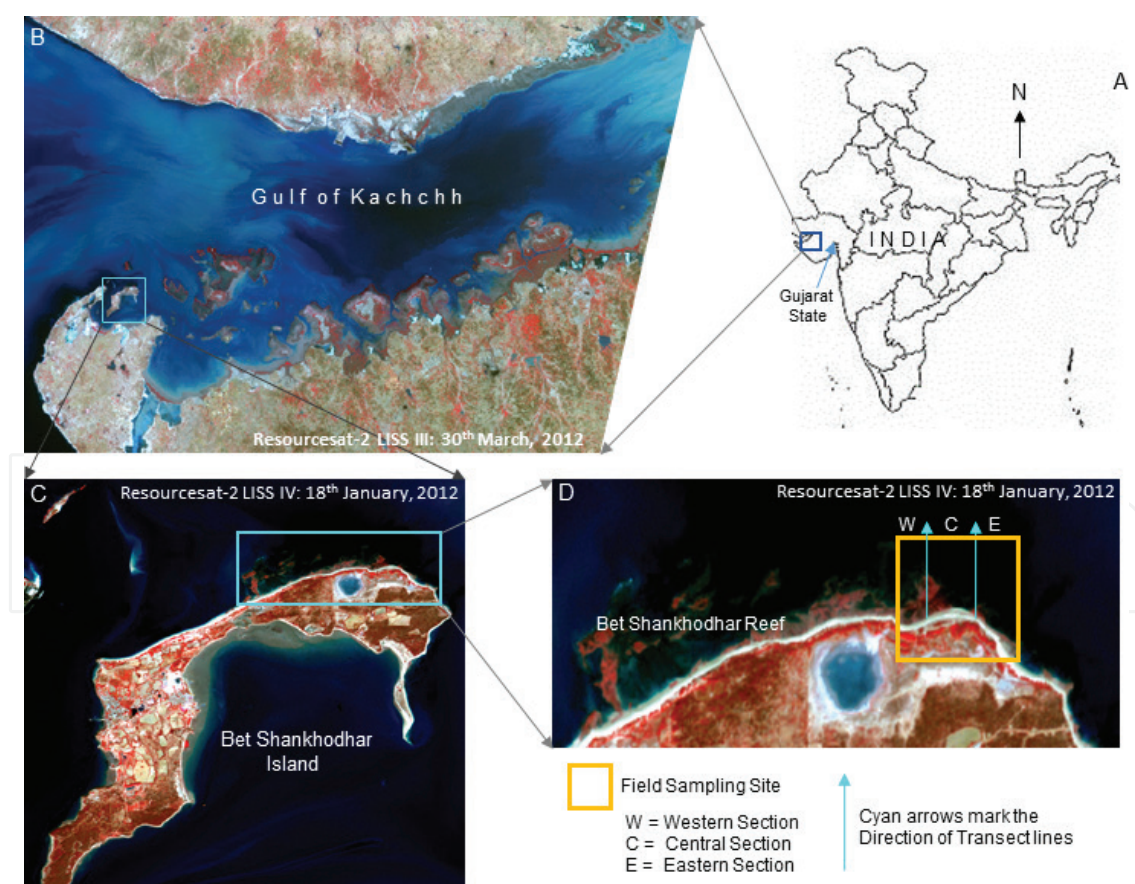 B
A
N
Gulf of Kachchh
INDIA
Gujarat
State
Resourcesat-2 LISS III: 30th March, 2012
C
Resourcesat-2 LISS IV: 18th January, 2012
Bet Shankhodhar
Island
D
Resourcesat-2 LISS IV: 18th January, 2012
W C E
Bet Shankhodhar Reef
Field Sampling Site
W = Western Section
C = Central Section
E = Eastern Section
Cyan arrows mark the
Direction of Transect lines